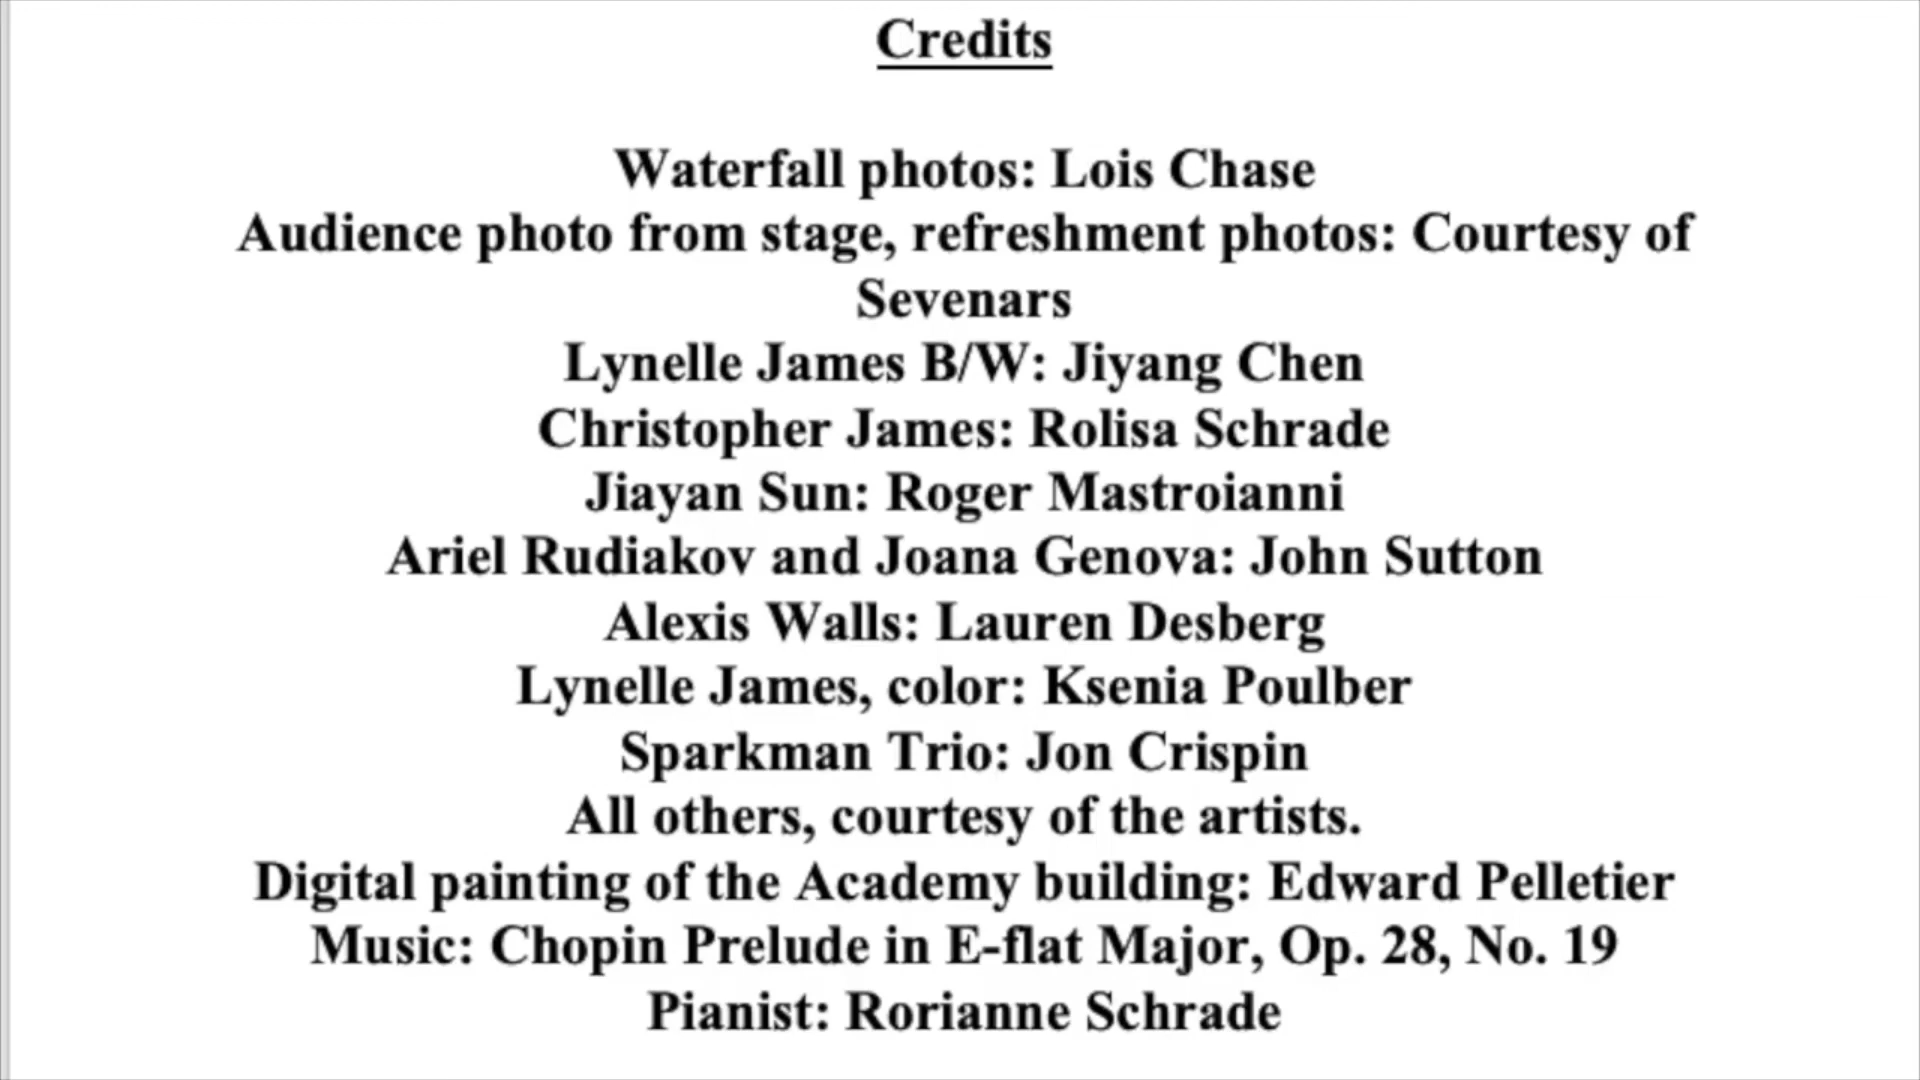 Credits
Waterfall photos: Lois Chase
Audience photo from stage, refreshment photos: Courtesy of
Sevenars
Lynelle James B/W: Jiyang Chen
Christopher James: Rolisa Schrade
Jiayan Sun: Roger Mastroianni
Ariel Rudiakov and Joana Genova: John Sutton
Alexis Walls: Lauren Desberg
Lynelle James, color: Ksenia Poulber
Sparkman Trio: Jon Crispin
All others, courtesy of the artists.
Digital painting of the Academy building: Edward Pelletier
Music: Chopin Prelude in E-flat Major, Op. 28, No. 19
Pianist: Rorianne Schrade